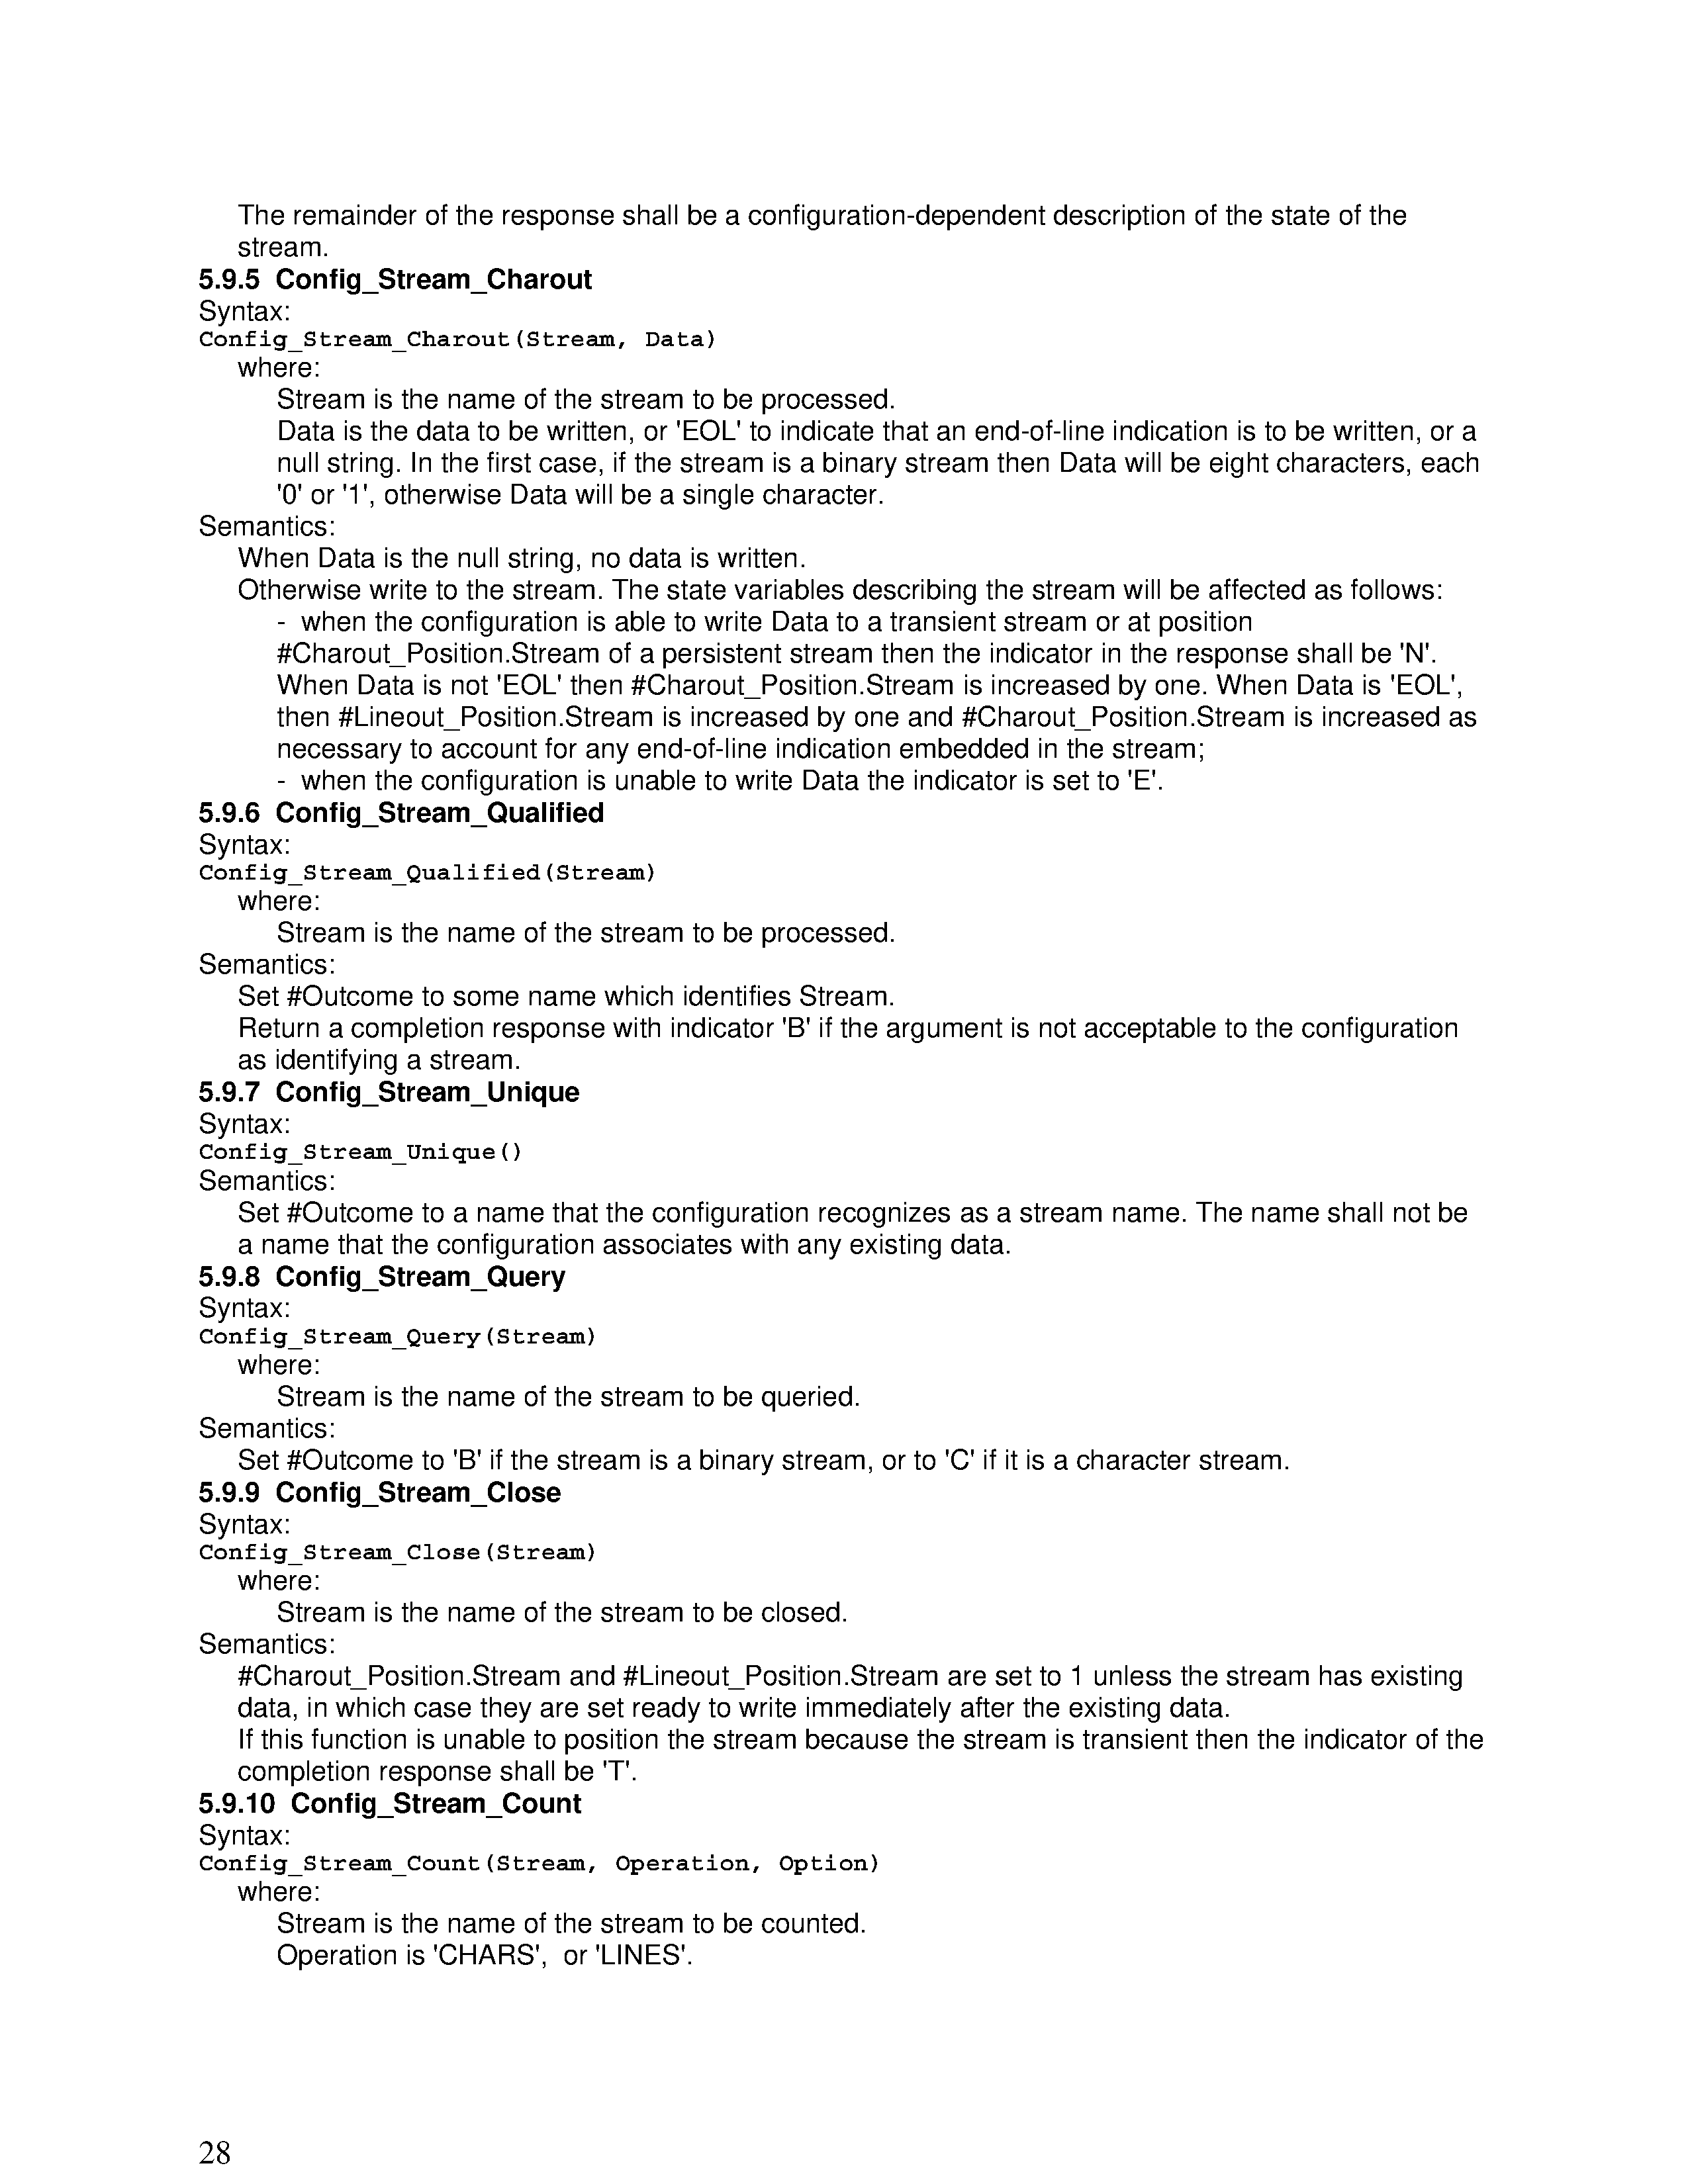 The remainder of the response shall be a configuration-dependent description of the state of the
stream.
5.9.5 Config_Stream_Charout
Syntax:
Config_Stream_Charout(Stream, Data)
where:
Stream is the name of the stream to be processed.
Data is the data to be written, or 'EOL' to indicate that an end-of-line indication is to be written, or a
null string. In the first case, if the stream is a binary stream then Data will be eight characters, each
'0' or '1', otherwise Data will be a single character.
Semantics:
When Data is the null string, no data is written.
Otherwise write to the stream. The state variables describing the stream will be affected as follows:
- when the configuration is able to write Data to a transient stream or at position
#Charout_Position.Stream of a persistent stream then the indicator in the response shall be 'N'.
When Data is not 'EOL' then #Charout_Position.Stream is increased by one. When Data is 'EOL',
then #Lineout_Position.Stream is increased by one and #Charout_Position.Stream is increased as
necessary to account for any end-of-line indication embedded in the stream;
- when the configuration is unable to write Data the indicator is set to 'E'.
5.9.6 Config_Stream_Qualified
Syntax:
Config_Stream_Qualified(Stream)
where:
Stream is the name of the stream to be processed.
Semantics:
Set #Outcome to some name which identifies Stream.
Return a completion response with indicator 'B' if the argument is not acceptable to the configuration
as identifying a stream.
5.9.7 Config_Stream_Unique
Syntax:
Config_Stream_Unique()
Semantics:
Set #Outcome to a name that the configuration recognizes as a stream name. The name shall not be
a name that the configuration associates with any existing data.
5.9.8 Config_Stream_Query
Syntax:
Config_Stream_Query(Stream)
where:
Stream is the name of the stream to be queried.
Semantics:
Set #Outcome to 'B' if the stream is a binary stream, or to 'C' if it is a character stream.
5.9.9 Config_Stream_Close
Syntax:
Config_Stream_Close(Stream)
where:
Stream is the name of the stream to be closed.
Semantics:
#Charout_Position.Stream and #Lineout_Position.Stream are set to 1 unless the stream has existing
data, in which case they are set ready to write immediately after the existing data.
If this function is unable to position the stream because the stream is transient then the indicator of the
completion response shall be 'T'.
5.9.10 Config_Stream_Count
Syntax:
Config_Stream_Count(Stream, Operation, Option)
where:
Stream is the name of the stream to be counted.
Operation is 'CHARS', or 'LINES'.
28